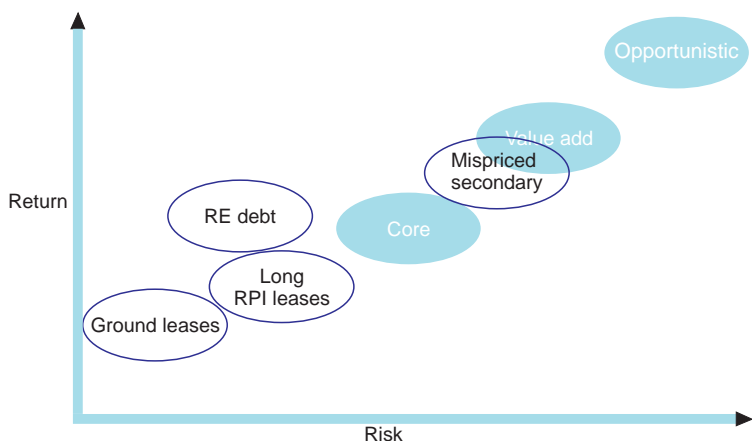 Opportunistic
Value add
Mispriced
secondary
Return
RE debt
Core
Long
RPI leases
Ground leases
Risk